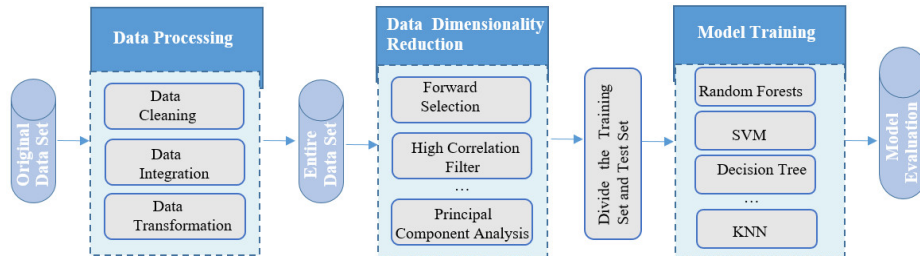 Original
Data Set
Data Processing
Data
Cleaning
Data
Integration
Data
Transformation
Entire
Data Set
Data Dimensionality
Reduction
Forward
Selection
High Correlation
Filter
...
Principal
Component Analysis
Divide the Training
Set and Test Set
Model Training
Random Forests
SVM
Decision Tree
...
KNN
Model
Evaluation